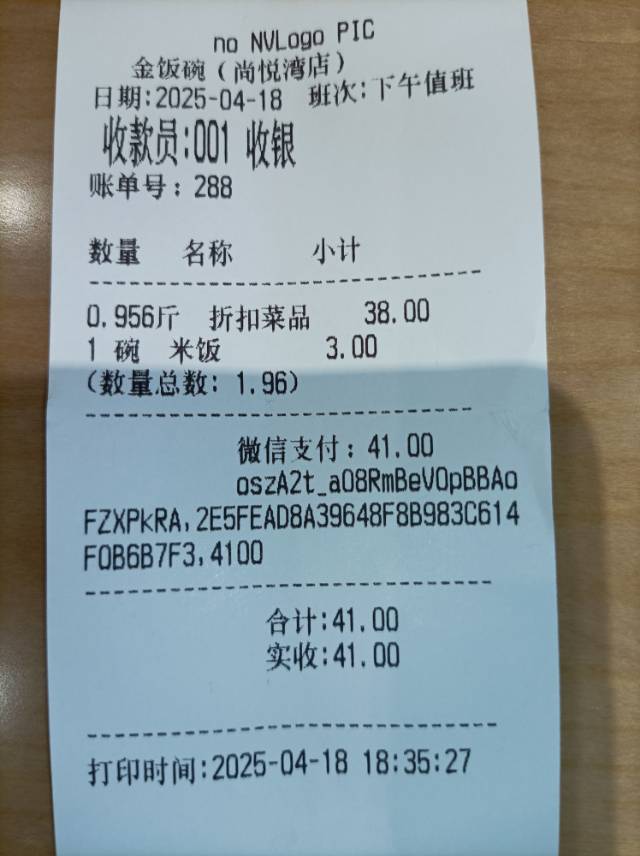 no NVLogo PIC
金饭碗（尚悦湾店）
日期:2025-04-18 班次:下午值班
收款员:001 收银
账单号：288
数量 名称 小计
0.956斤 折扣菜品 38.00
1 碗 米饭 3.00
(数量总数: 1.96)
微信支付：41.00
oszA2t_aO8RmBeVOpBBAo
FZXPkRA,2E5FEAD8A39648F8B983C614
F0B6B7F3,4100
合计:41.00
实收:41.00
打印时间:2025-04-18 18:35:27